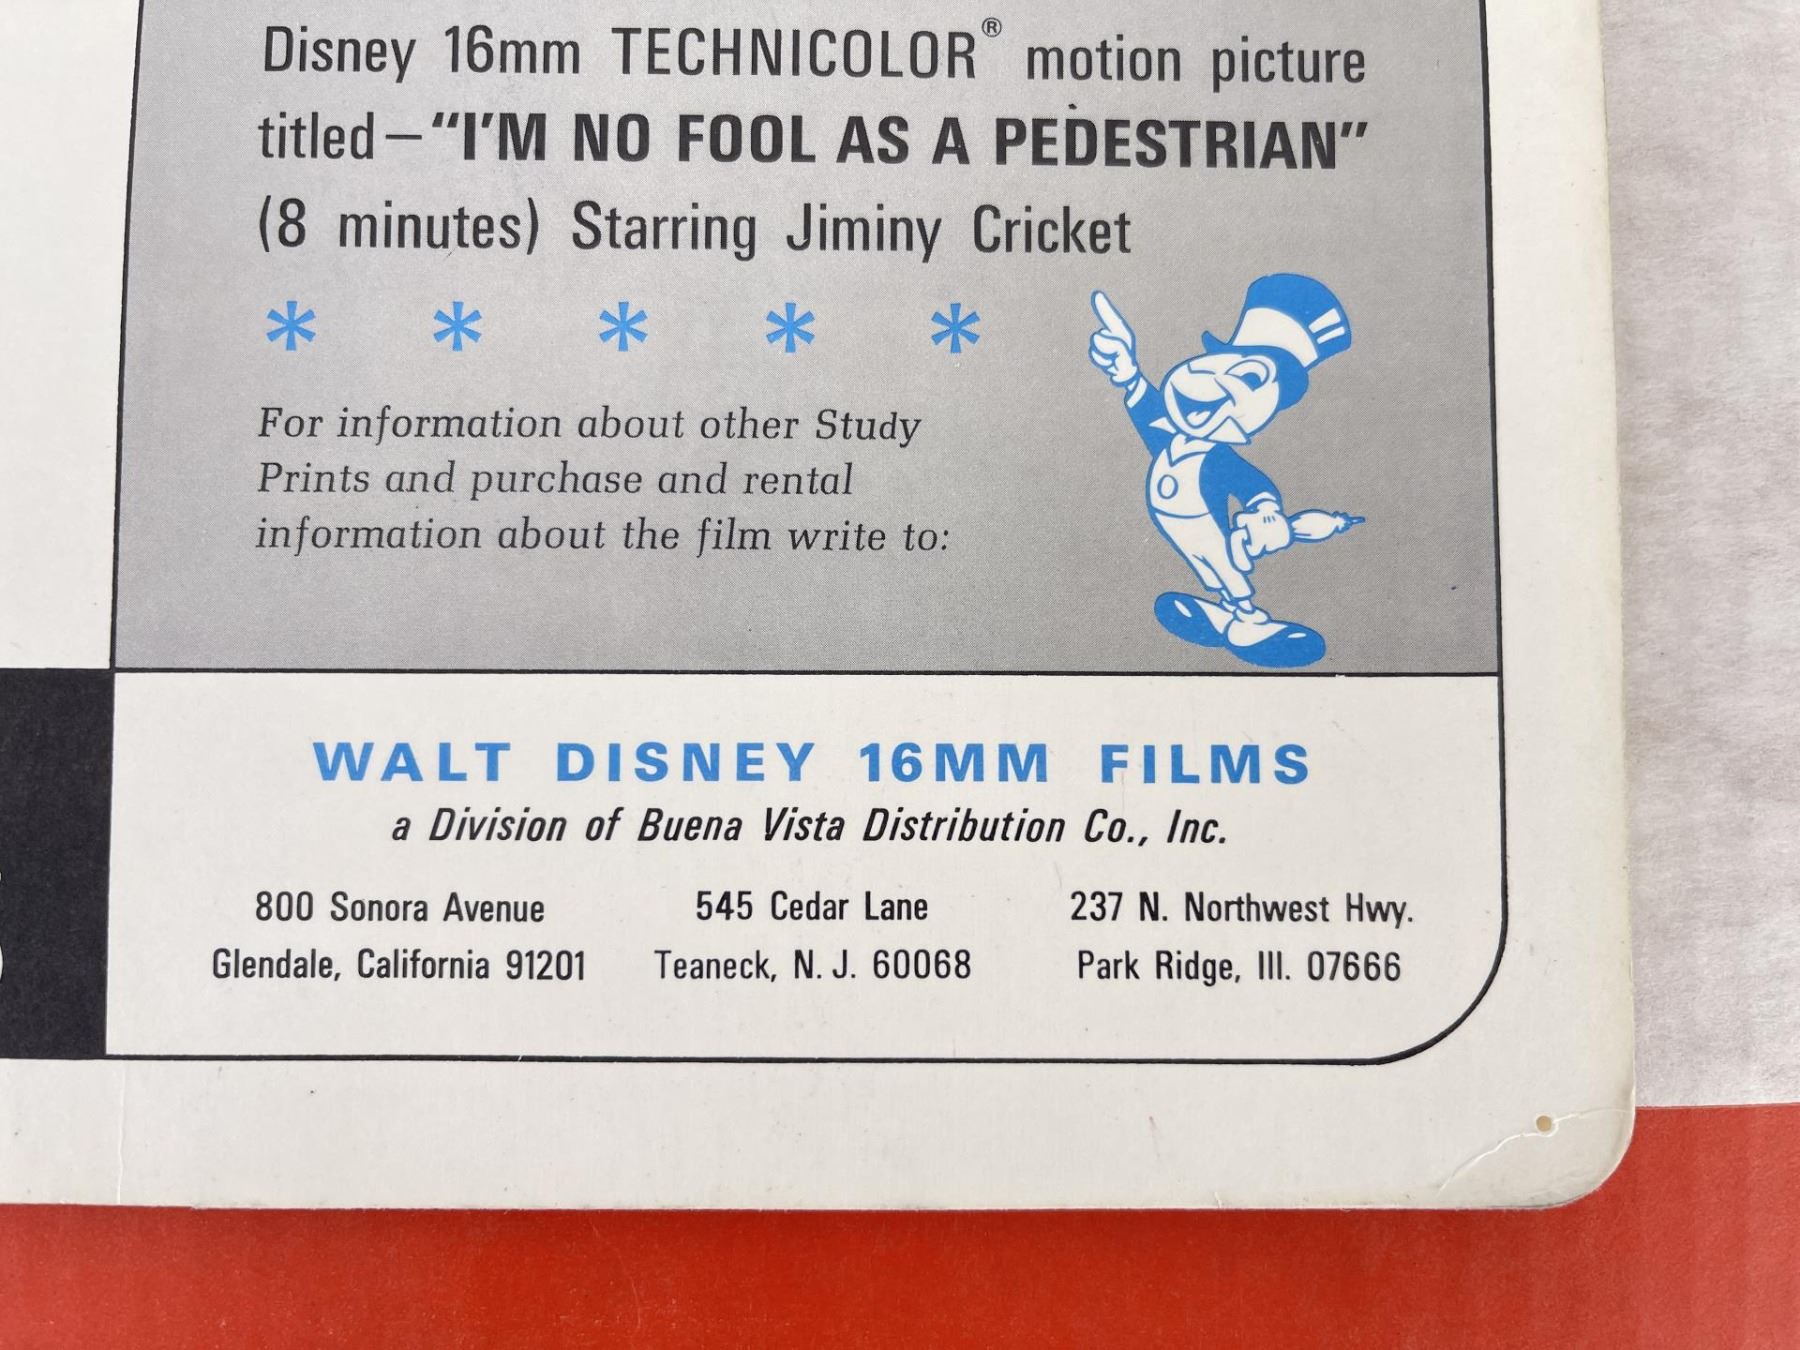 Disney 16mm TECHNICOLOR® motion picture
titled—"I'M NO FOOL AS A PEDESTRIAN"
(8 minutes) Starring Jiminy Cricket
* * * * *
For information about other Study
Prints and purchase and rental
information about the film write to:
WALT DISNEY 16MM FILMS
a Division of Buena Vista Distribution Co., Inc.
800 Sonora Avenue
Glendale, California 91201
545 Cedar Lane
Teaneck, N. J. 60068
237 N. Northwest Hwy.
Park Ridge, Ill. 07666